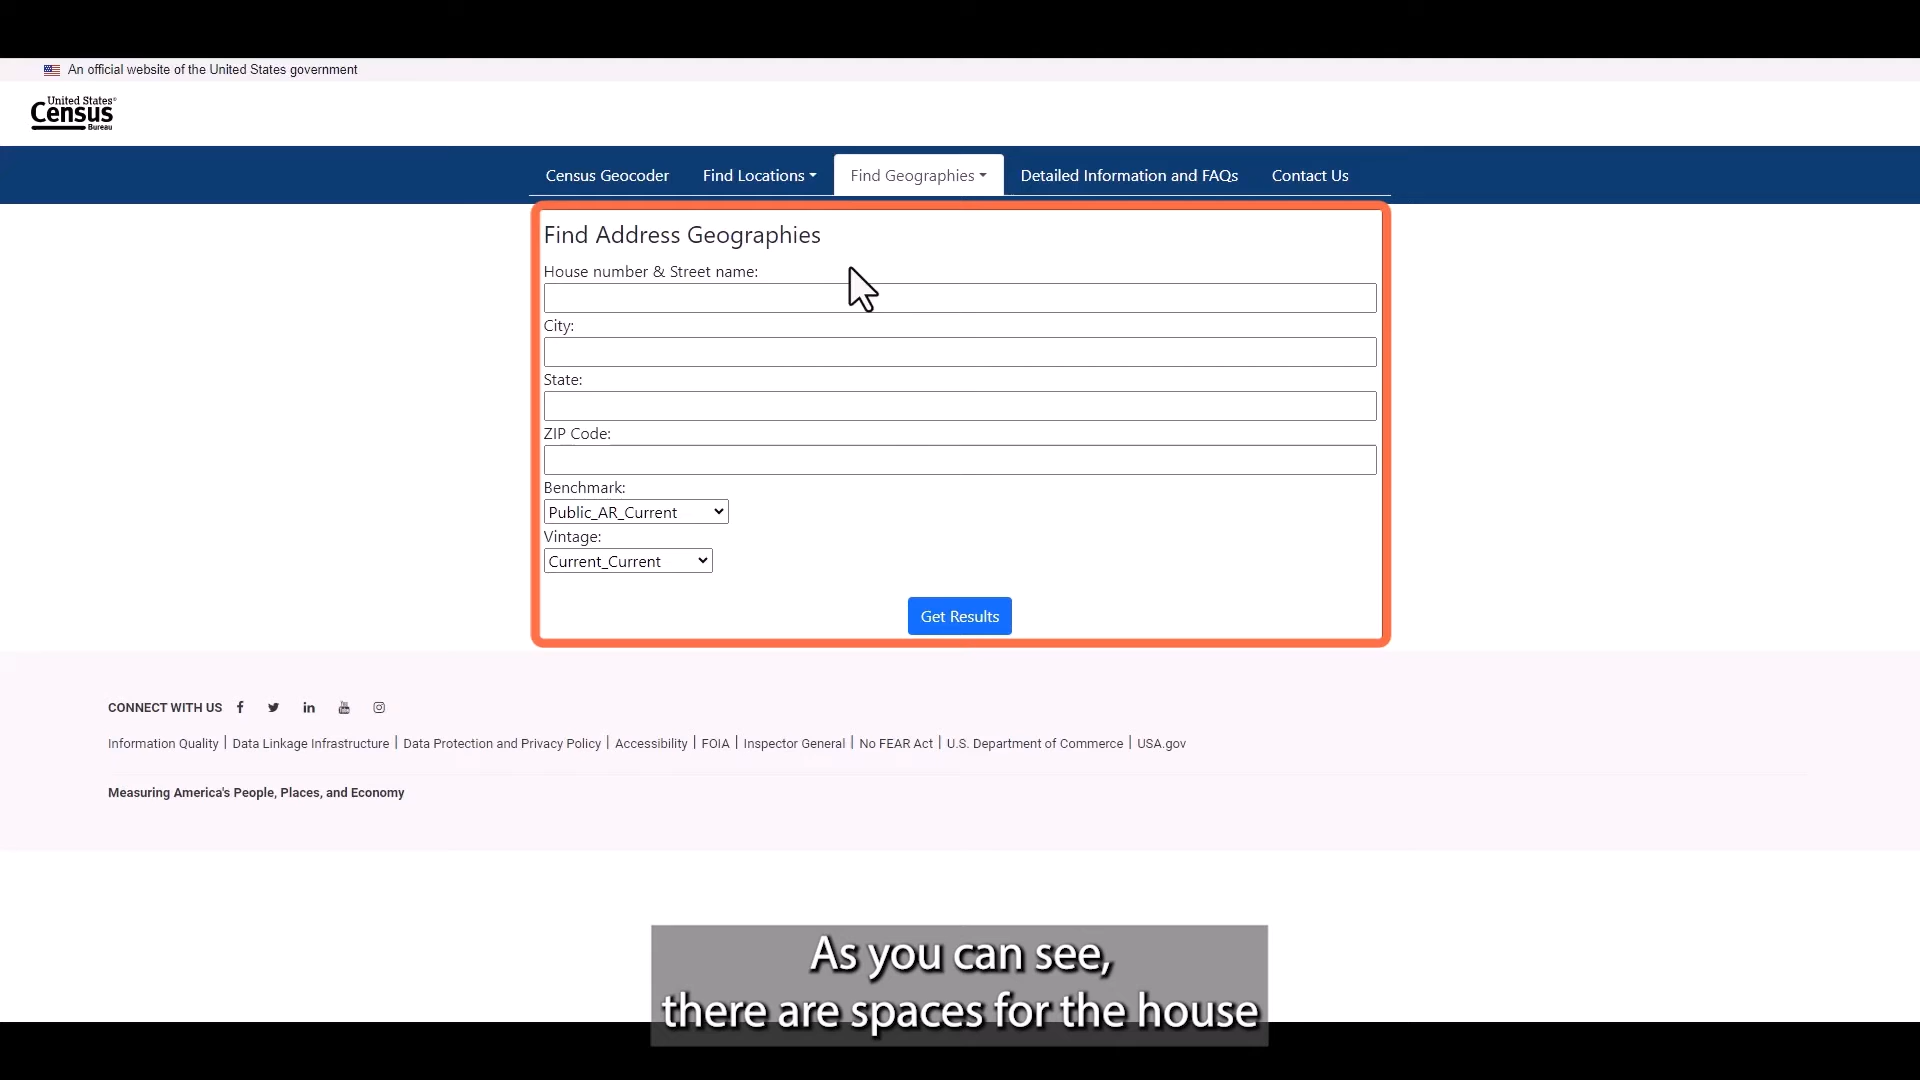 An official website of the United States government
United States®
Census
Bureau
Census Geocoder Find Locations Find Geographies Detailed Information and FAQs Contact Us
Find Address Geographies
House number & Street name:
City:
State:
ZIP Code:
Benchmark:
Public_AR_Current
Vintage:
Current_Current
Get Results
CONNECT WITH US
Information Quality | Data Linkage Infrastructure | Data Protection and Privacy Policy | Accessibility | FOIA | Inspector General | No FEAR Act | U.S. Department of Commerce | USA.gov
Measuring America's People, Places, and Economy
As you can see,
there are spaces for the house